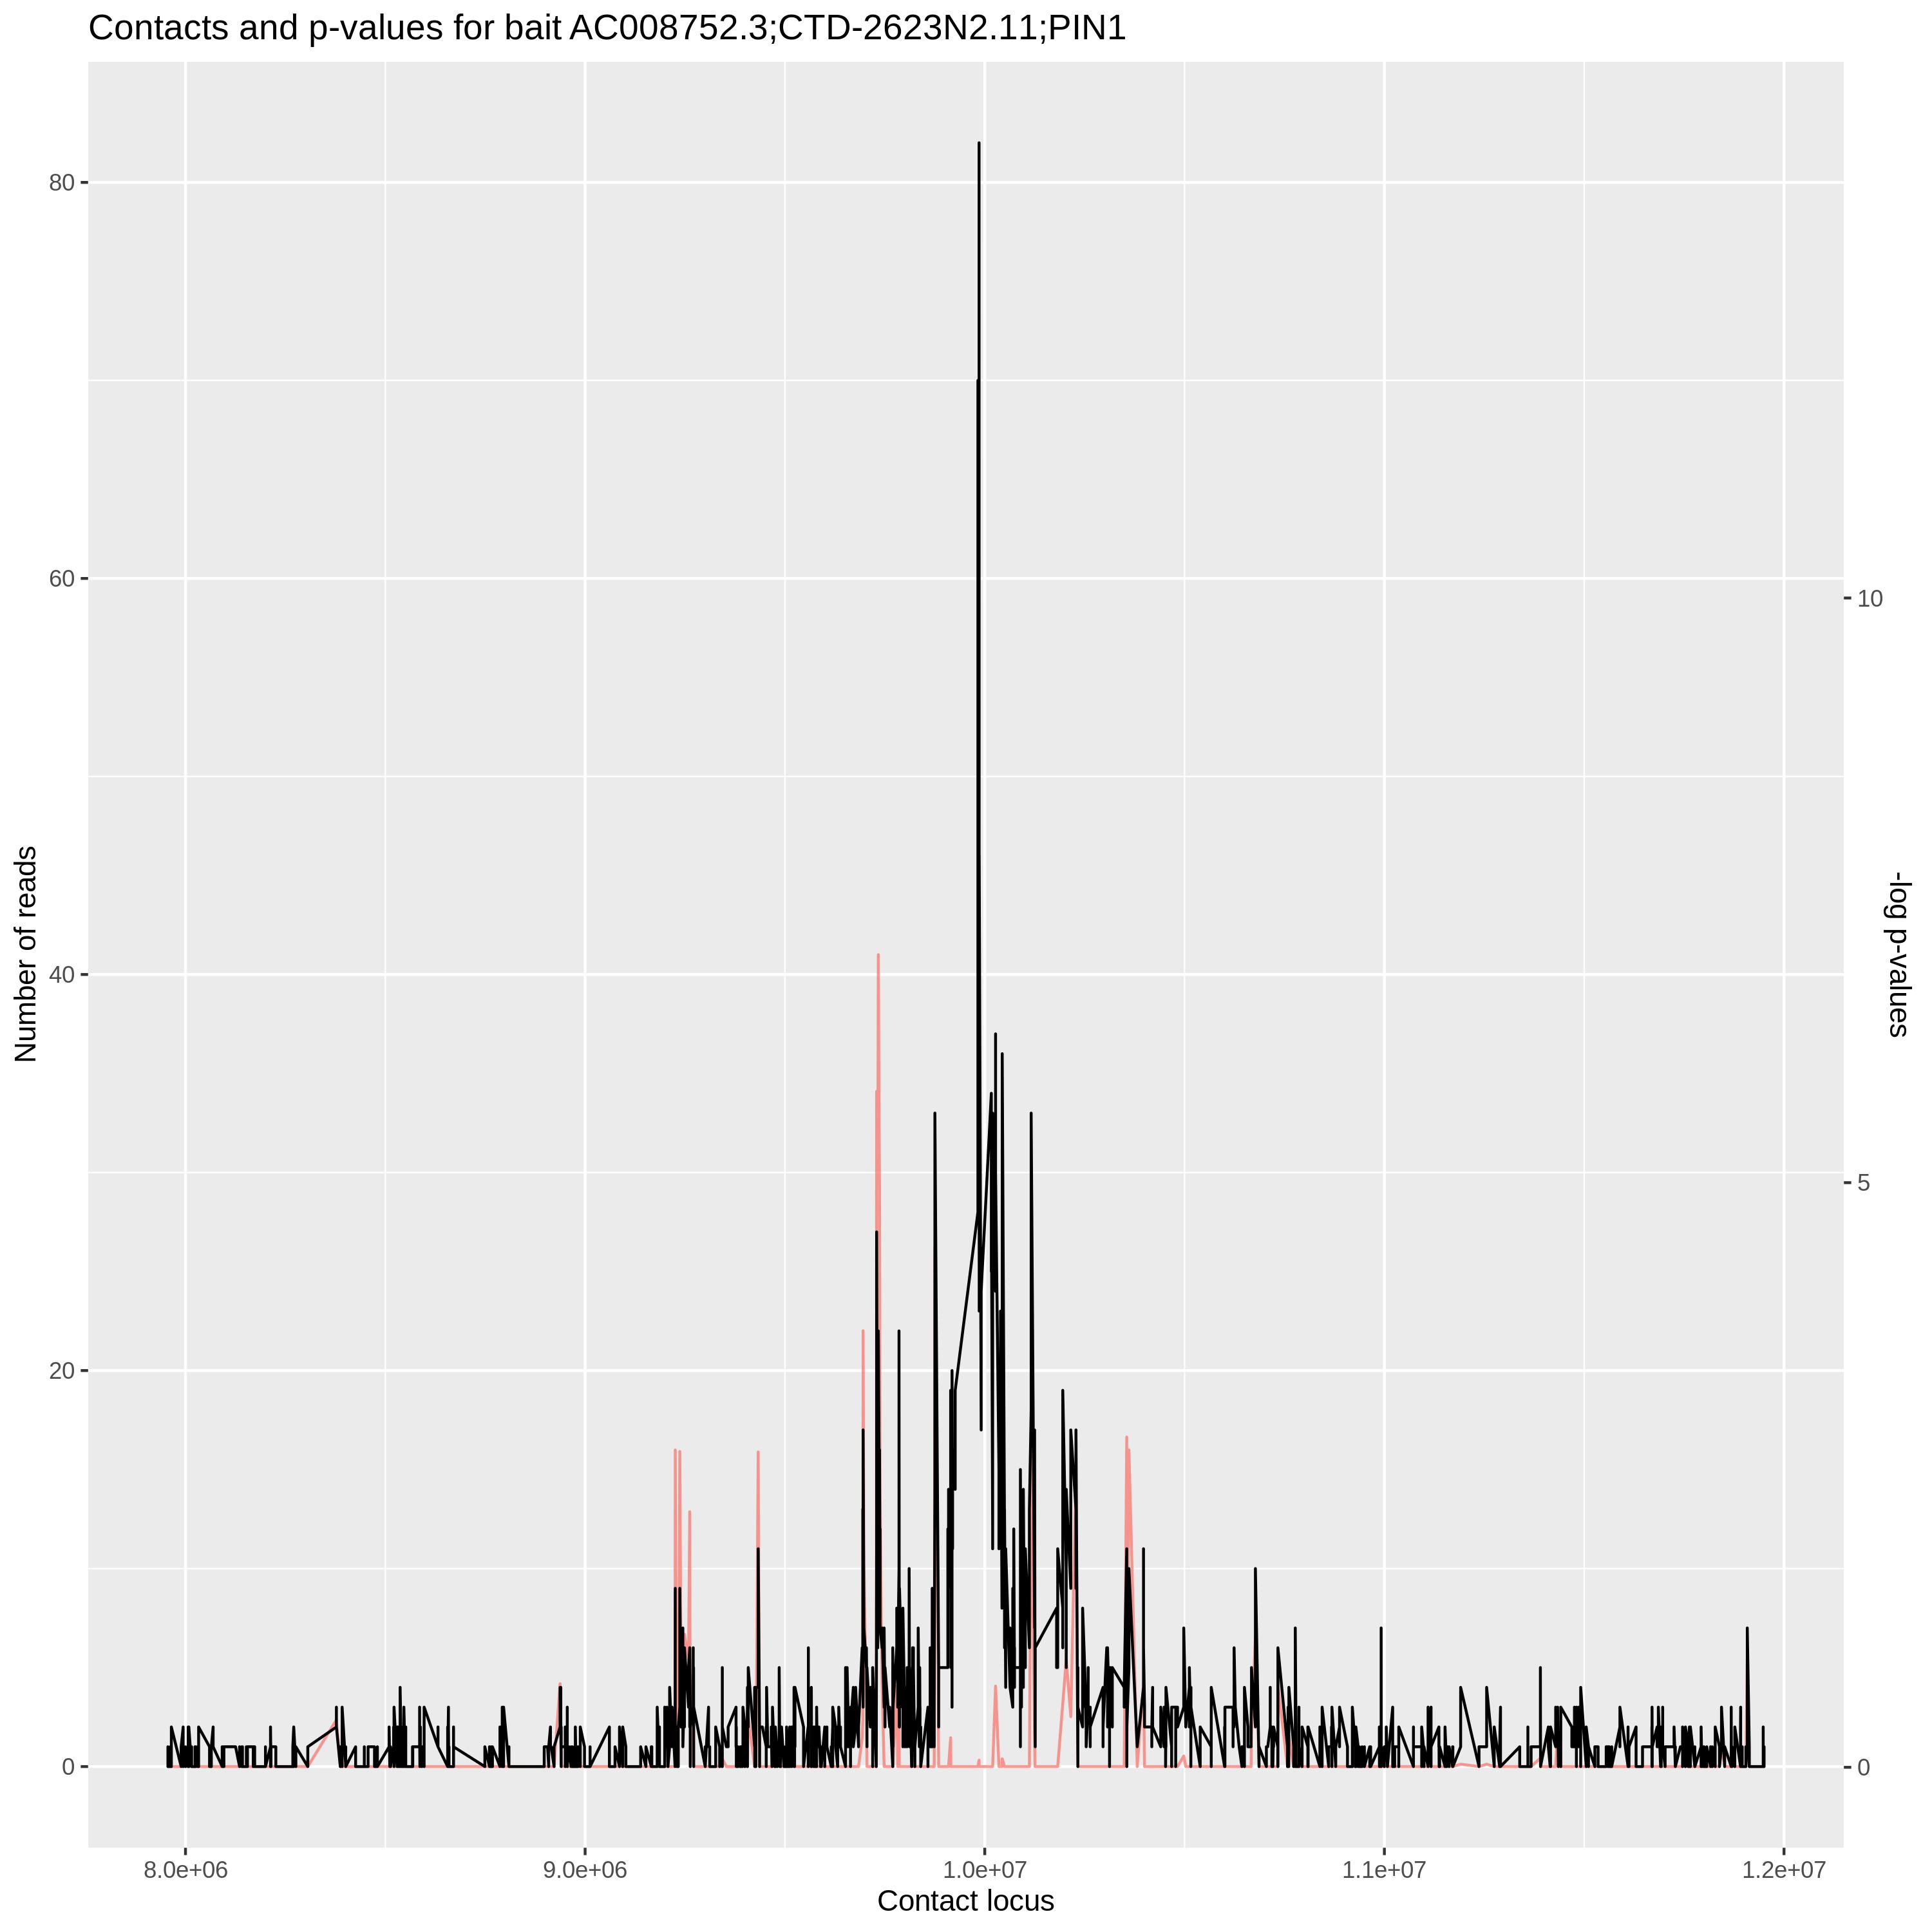 Contacts and p-values for bait AC008752.3;CTD-2623N2.11;PIN1
80
60
40
20
0
Number of reads
10
5
0
-log p-values
8.0e+06
9.0e+06
1.0e+07
1.1e+07
1.2e+07
Contact locus